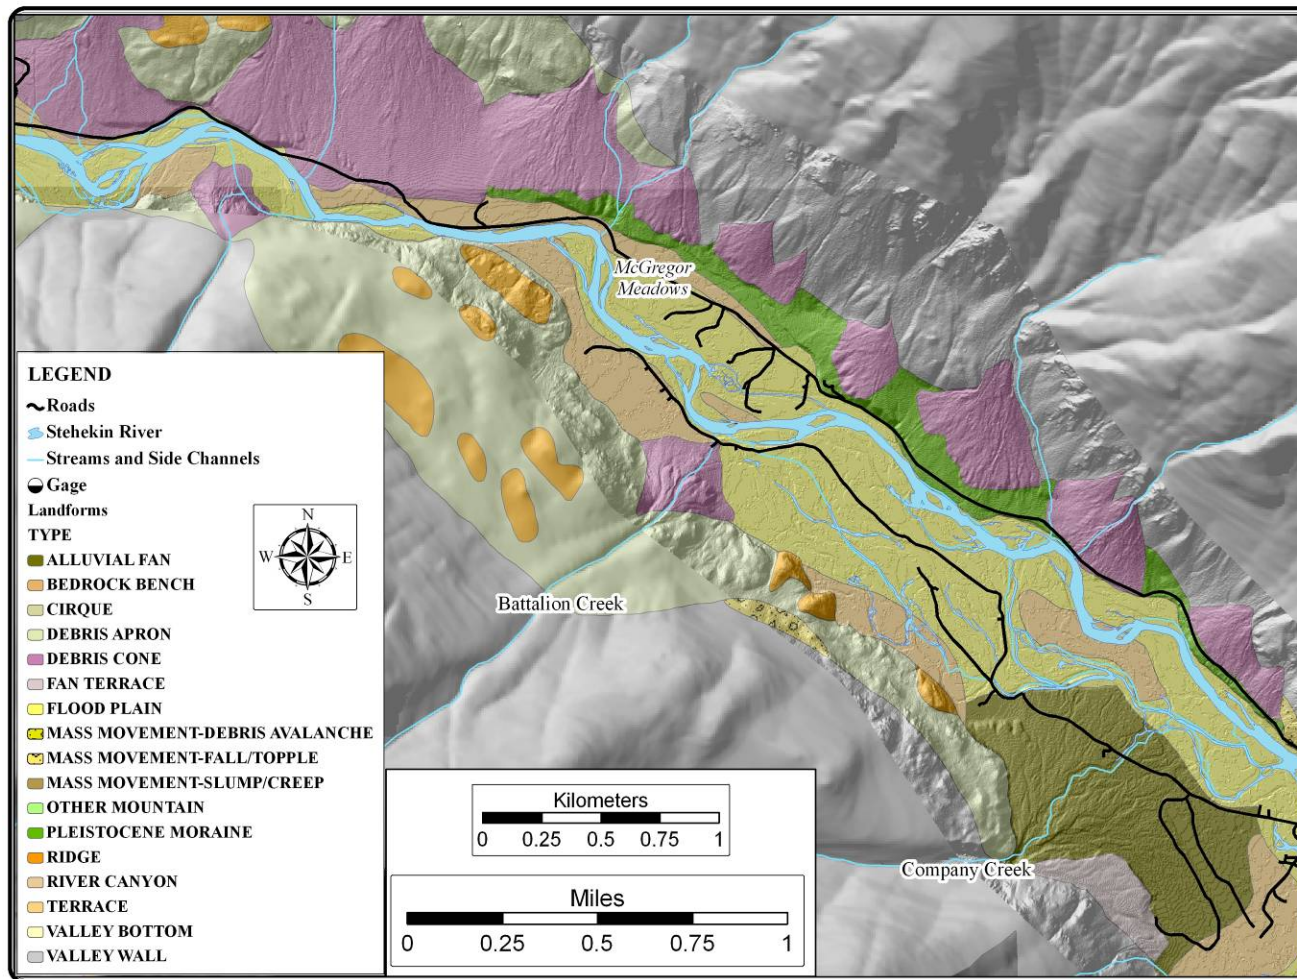 McGregor
Meadows
LEGEND
Roads
Stehekin River
Streams and Side Channels
Gage
Landforms
TYPE
ALLUVIAL FAN
BEDROCK BENCH
CIRQUE
DEBRIS APRON
DEBRIS CONE
FAN TERRACE
FLOOD PLAIN
MASS MOVEMENT-DEBRIS AVALANCHE
MASS MOVEMENT-FALL/TOPPLE
MASS MOVEMENT-SLUMP/CREEP
OTHER MOUNTAIN
PLEISTOCENE MORAINE
RIDGE
RIVER CANYON
TERRACE
VALLEY BOTTOM
VALLEY WALL
N
W E
S
Battalion Creek
Company Creek
Kilometers
0 0.25 0.5 0.75 1
Miles
0 0.25 0.5 0.75 1